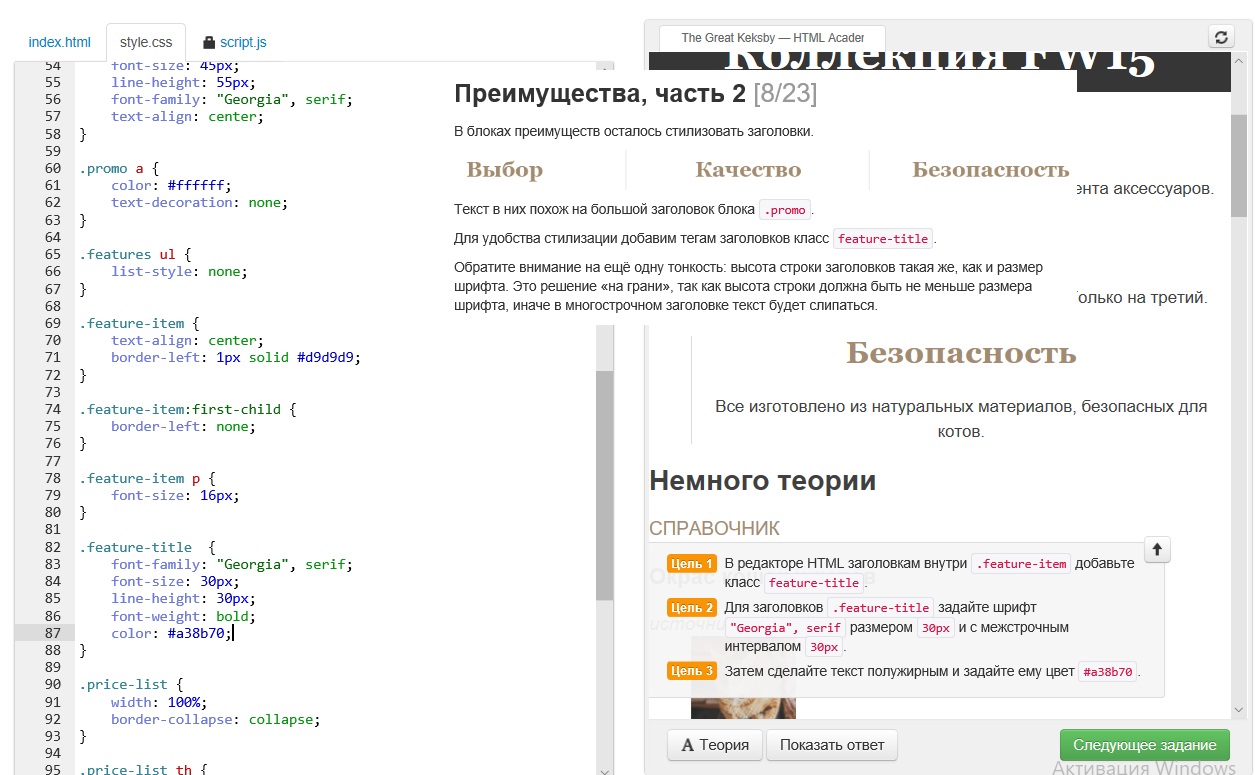 index.html
style.css
script.js
The Great Keksby — HTML Acader
54 font-size: 45px;
55 line-height: 55px;
56 font-family: "Georgia", serif;
57 text-align: center;
58 }
59
60 .promo a {
61 color: #ffffff;
62 text-decoration: none;
63 }
64
65 .features ul {
66 list-style: none;
67 }
68
69 .feature-item {
70 text-align: center;
71 border-left: 1px solid #d9d9d9;
72 }
73
74 .feature-item:first-child {
75 border-left: none;
76 }
77
78 .feature-item p {
79 font-size: 16px;
80 }
81
82 .feature-title {
83 font-family: "Georgia", serif;
84 font-size: 30px;
85 line-height: 30px;
86 font-weight: bold;
87 color: #a38b70;
88 }
89
90 .price-list {
91 width: 100%;
92 border-collapse: collapse;
93 }
94
95 .price-list th {
Коллекция FW15
Преимущества, часть 2 [8/23]
В блоках преимуществ осталось стилизовать заголовки.
Выбор Качество Безопасность
Текст в них похож на большой заголовок блока .promo.
Для удобства стилизации добавим тегам заголовков класс feature-title.
Обратите внимание на ещё одну тонкость: высота строки заголовков такая же, как и размер
шрифта. Это решение «на грани», так как высота строки должна быть не меньше размера
шрифта, иначе в многострочном заголовке текст будет слипаться.
ента аксессуаров.
олько на третий.
Безопасность
Все изготовлено из натуральных материалов, безопасных для
котов.
Немного теории
СПРАВОЧНИК
Цель 1 В редакторе HTML заголовкам внутри .feature-item добавьте
класс feature-title.
Цель 2 Для заголовков .feature-title задайте шрифт
"Georgia", serif размером 30px и с межстрочным
интервалом 30px.
Цель 3 Затем сделайте текст полужирным и задайте ему цвет #a38b70.
A Теория
Показать ответ
Следующее задание
Активация Windows